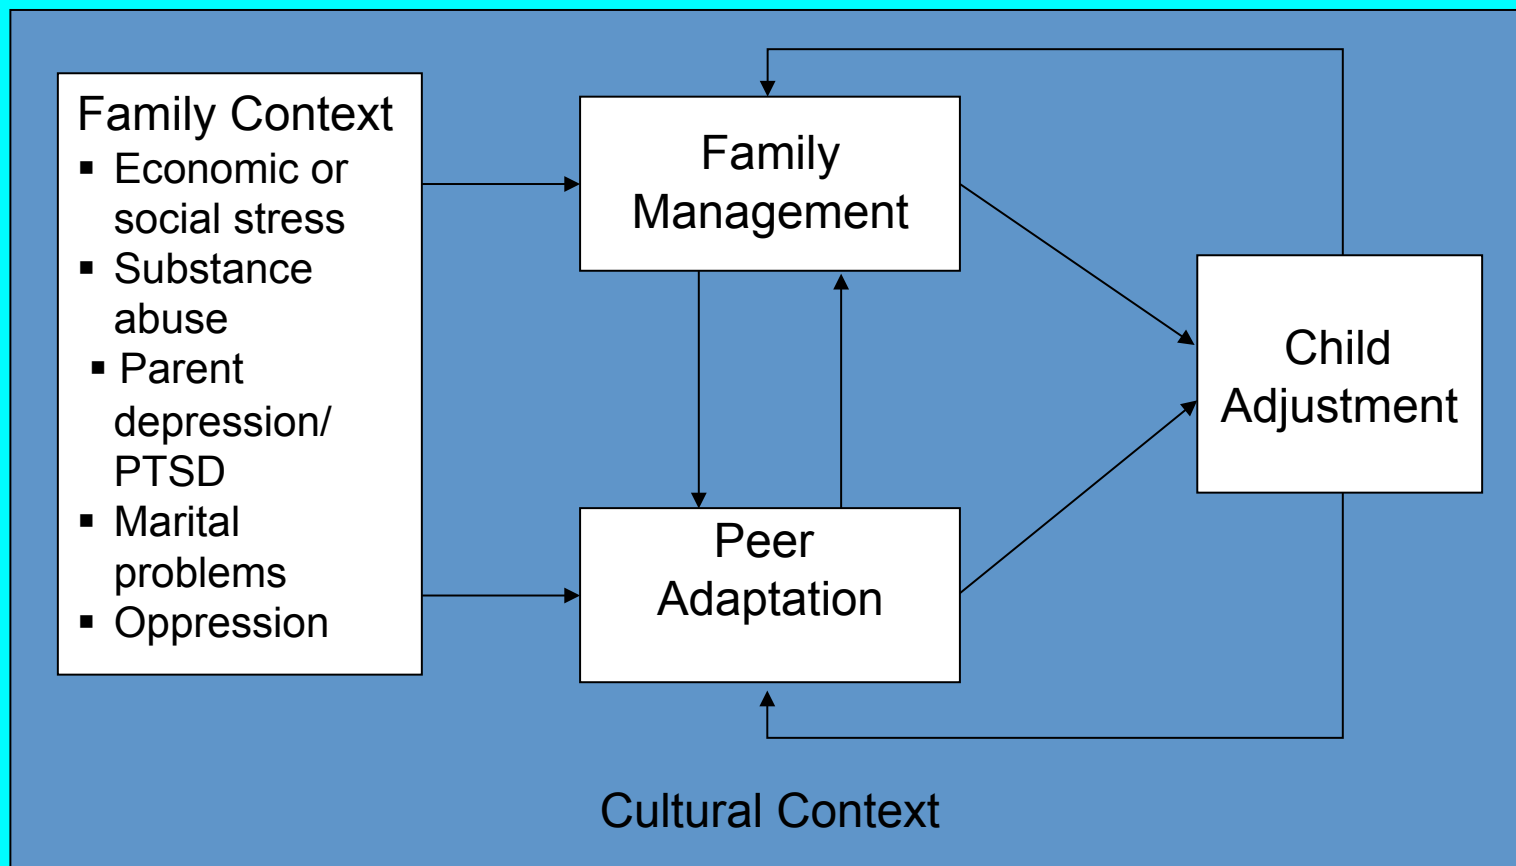 Family Context
▪ Economic or
social stress
▪ Substance
abuse
▪ Parent
depression/
PTSD
▪ Marital
problems
▪ Oppression
Family
Management
Peer
Adaptation
Child
Adjustment
Cultural Context